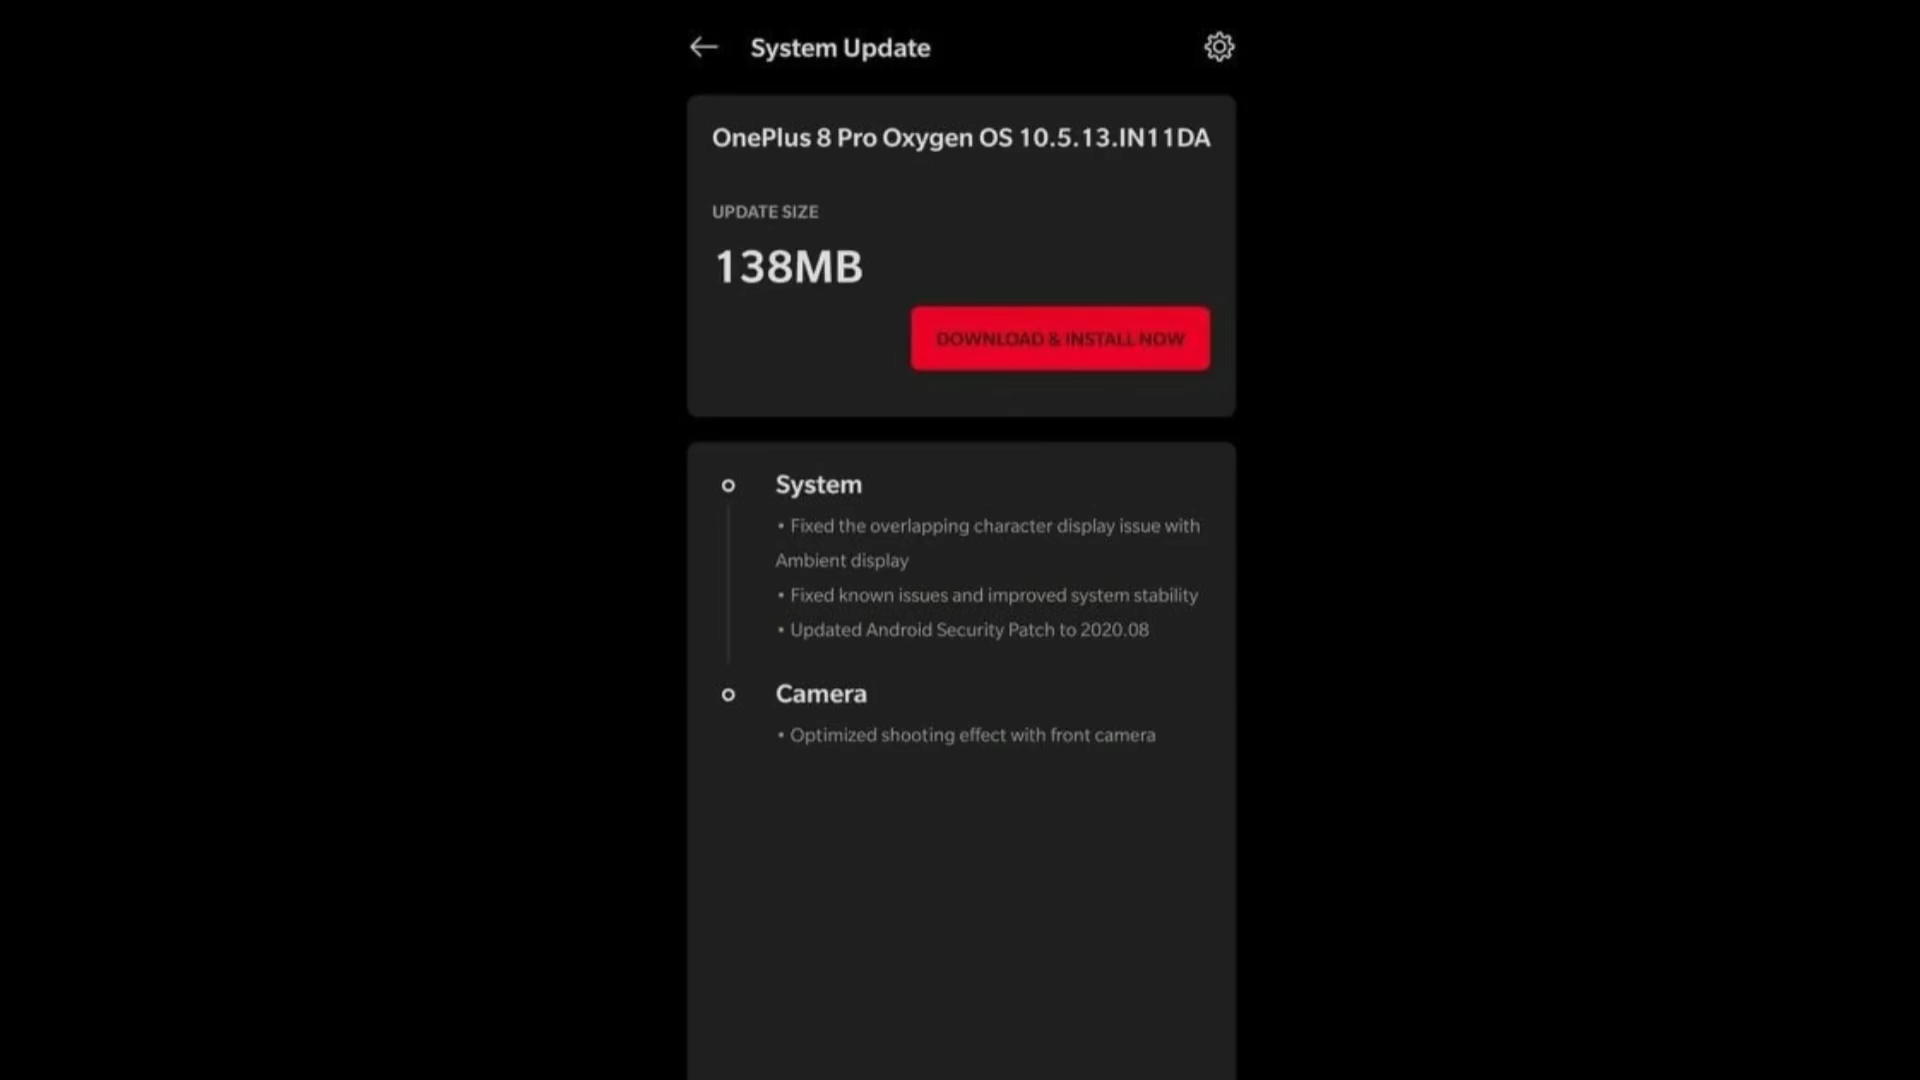 System Update
OnePlus 8 Pro Oxygen OS 10.5.13.IN11DA
UPDATE SIZE
138MB
DOWNLOAD & INSTALL NOW
System
• Fixed the overlapping character display issue with
Ambient display
• Fixed known issues and improved system stability
• Updated Android Security Patch to 2020.08
Camera
• Optimized shooting effect with front camera